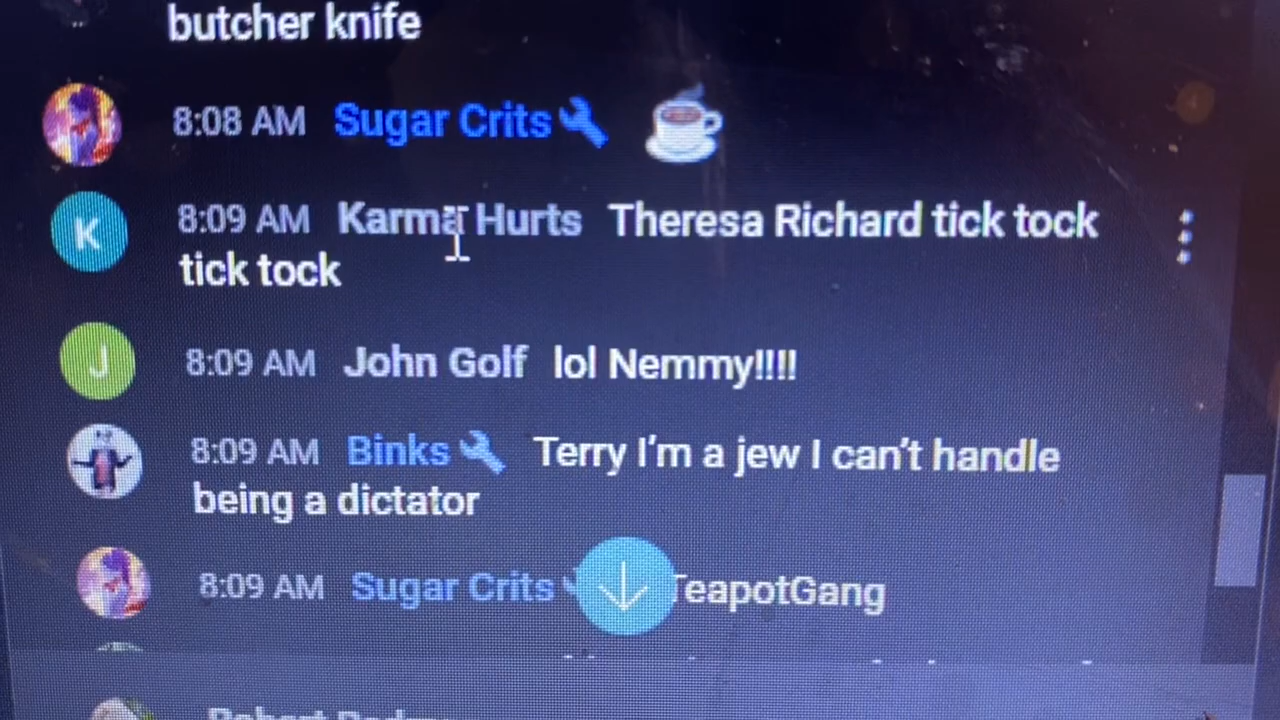 butcher knife
8:08 AM Sugar Crits
K 8:09 AM Karma Hurts Theresa Richard tick tock
tick tock
J 8:09 AM John Golf lol Nemmy!!!!
8:09 AM Binks Terry I'm a jew I can't handle
being a dictator
8:09 AM Sugar Crits TeapotGang